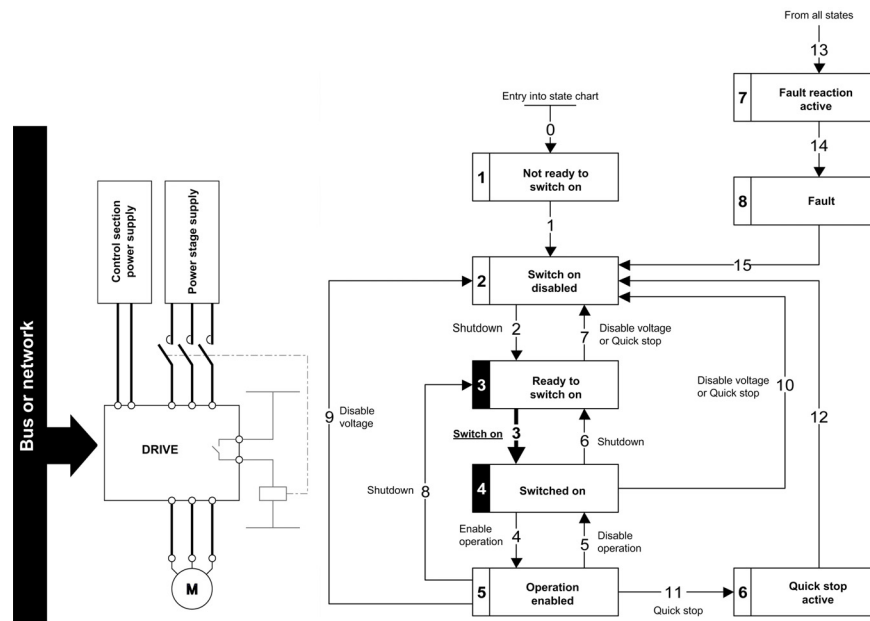 From all states
13
7
Fault reaction
active
14
8
Fault
15
Entry into state chart
0
1
Not ready to
switch on
1
2
Switch on
disabled
Shutdown
2
7
Disable voltage
or Quick stop
3
Ready to
switch on
Switch on
3
6
Shutdown
4
Switched on
Enable
operation
4
5
Disable
operation
5
Operation
enabled
11
Quick stop
6
Quick stop
active
9
Disable
voltage
Shutdown
8
Disable voltage
or Quick stop
10
12
Bus or network
Control section
power supply
Power stage supply
DRIVE
M